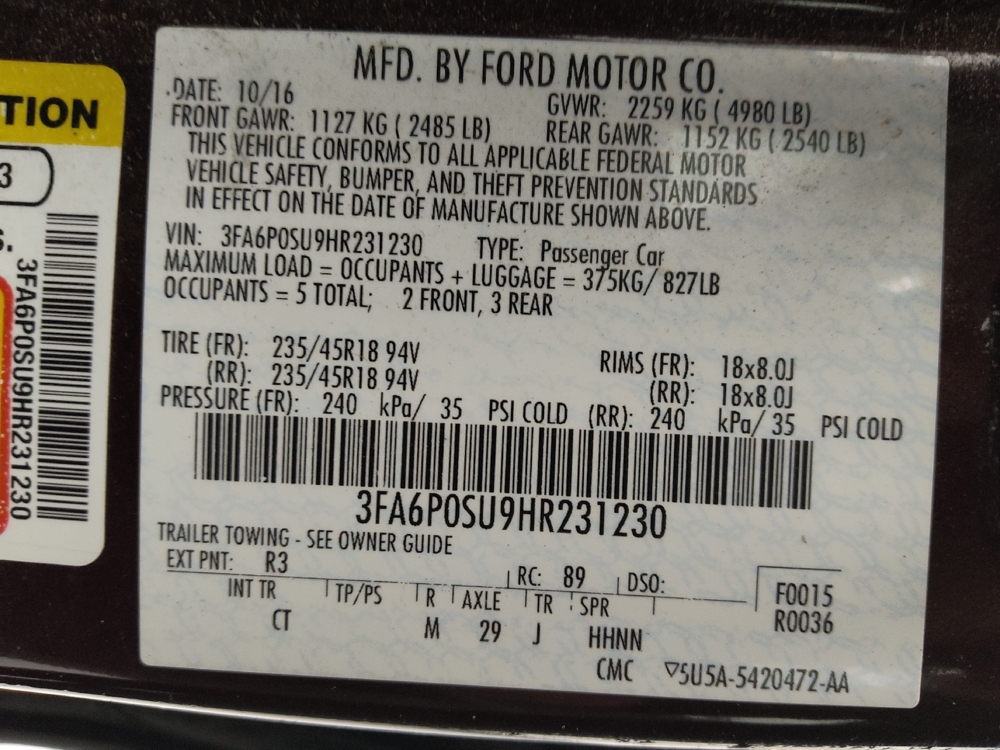 TION
3
3FA6P0SU9HR231230
MFD. BY FORD MOTOR CO.
DATE: 10/16 GVWR: 2259 KG ( 4980 LB)
FRONT GAWR: 1127 KG ( 2485 LB) REAR GAWR: 1152 KG ( 2540 LB)
THIS VEHICLE CONFORMS TO ALL APPLICABLE FEDERAL MOTOR
VEHICLE SAFETY, BUMPER, AND THEFT PREVENTION STANDARDS
IN EFFECT ON THE DATE OF MANUFACTURE SHOWN ABOVE.
VIN: 3FA6P0SU9HR231230 TYPE: Passenger Car
MAXIMUM LOAD = OCCUPANTS + LUGGAGE = 375KG/ 827LB
OCCUPANTS = 5 TOTAL; 2 FRONT, 3 REAR
TIRE (FR): 235/45R18 94V RIMS (FR): 18x8.0J
(RR): 235/45R18 94V (RR): 18x8.0J
PRESSURE (FR): 240 kPa/ 35 PSI COLD (RR): 240 kPa/ 35 PSI COLD
3FA6P0SU9HR231230
TRAILER TOWING - SEE OWNER GUIDE
EXT PNT: R3 RC: 89 DSO: F0015
INT TR TP/PS R AXLE TR SPR R0036
CT M 29 J HHNN
CMC ▽5U5A-5420472-AA